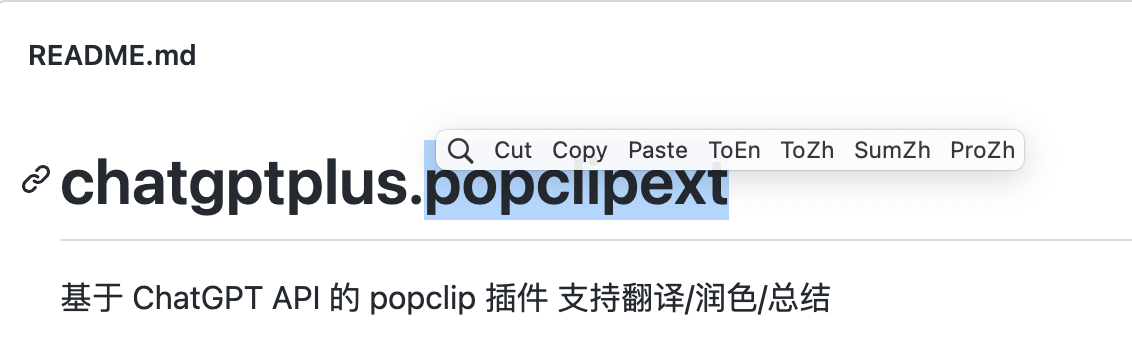 README.md
Cut Copy Paste ToEn ToZh SumZh ProZh
chatgptplus.popclipext
基于 ChatGPT API 的 popclip 插件 支持翻译/润色/总结